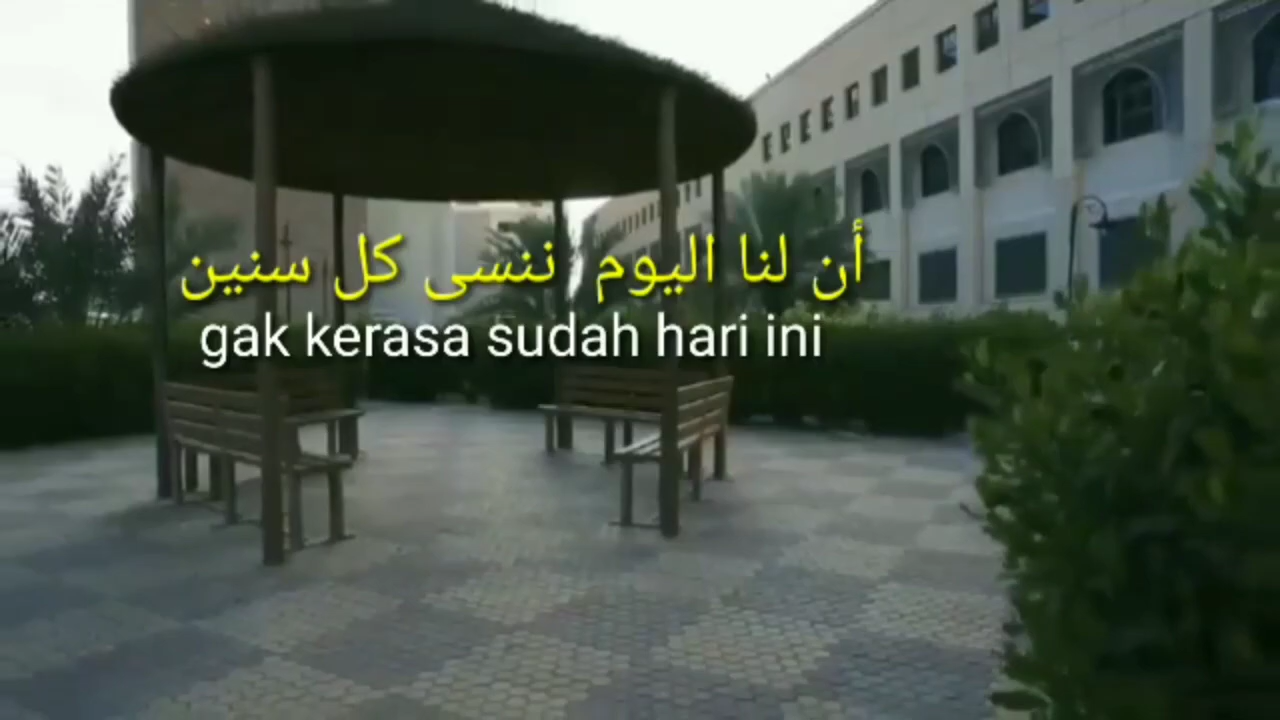 أن لنا اليوم ننسى كل سنين
gak kerasa sudah hari ini